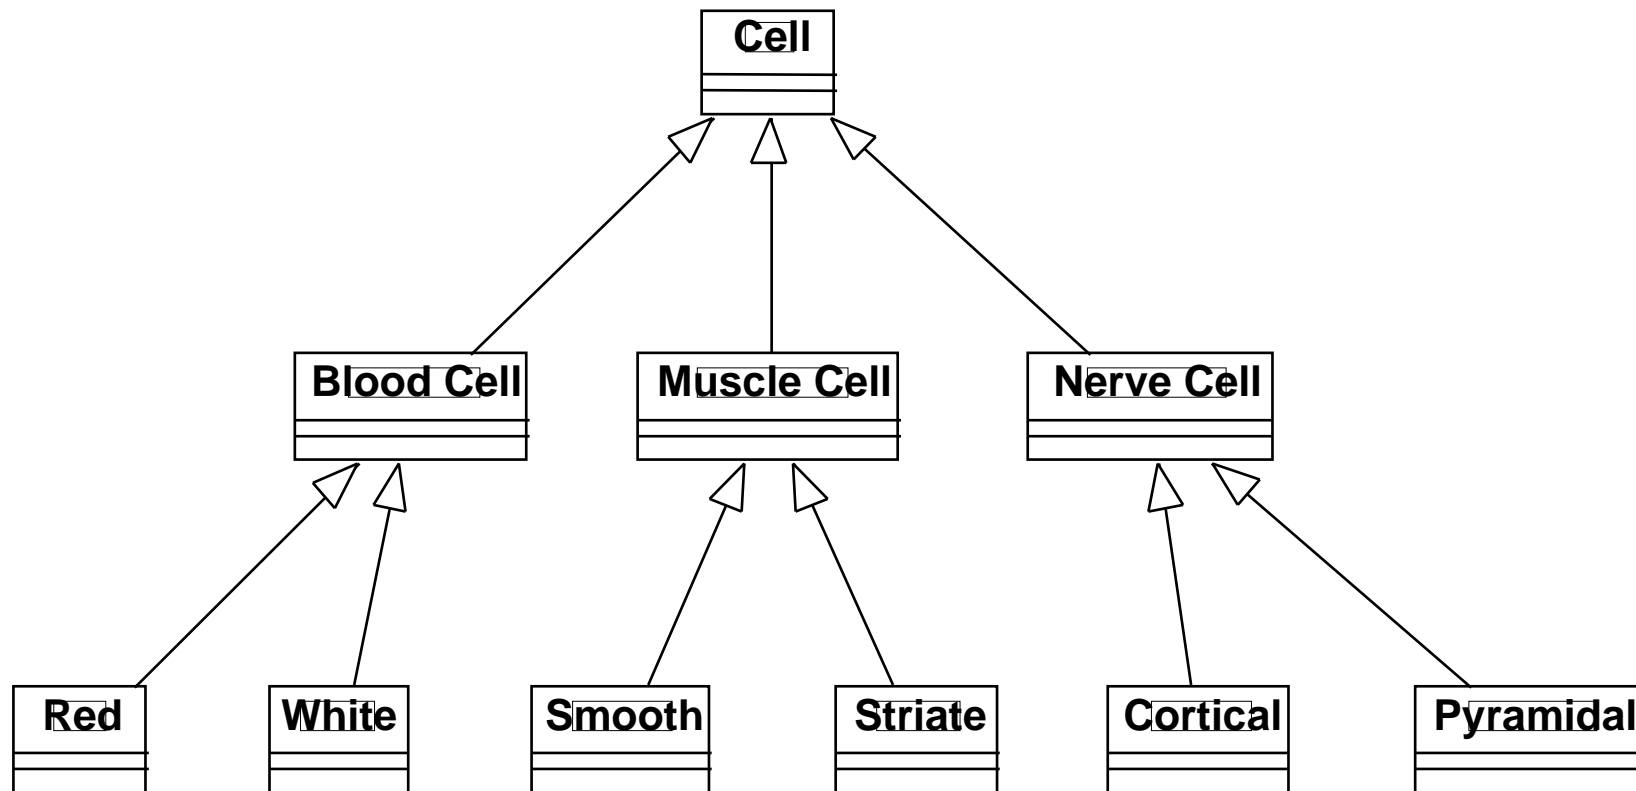 Cell
Blood Cell
Muscle Cell
Nerve Cell
Red
White
Smooth
Striate
Cortical
Pyramidal